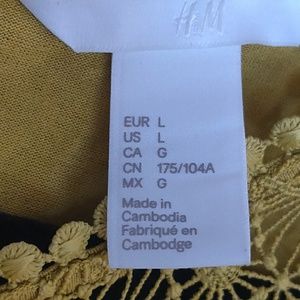 H&M
EUR L
US L
CA G
CN 175/104A
MX G
Made in
Cambodia
Fabriqué en
Cambodge